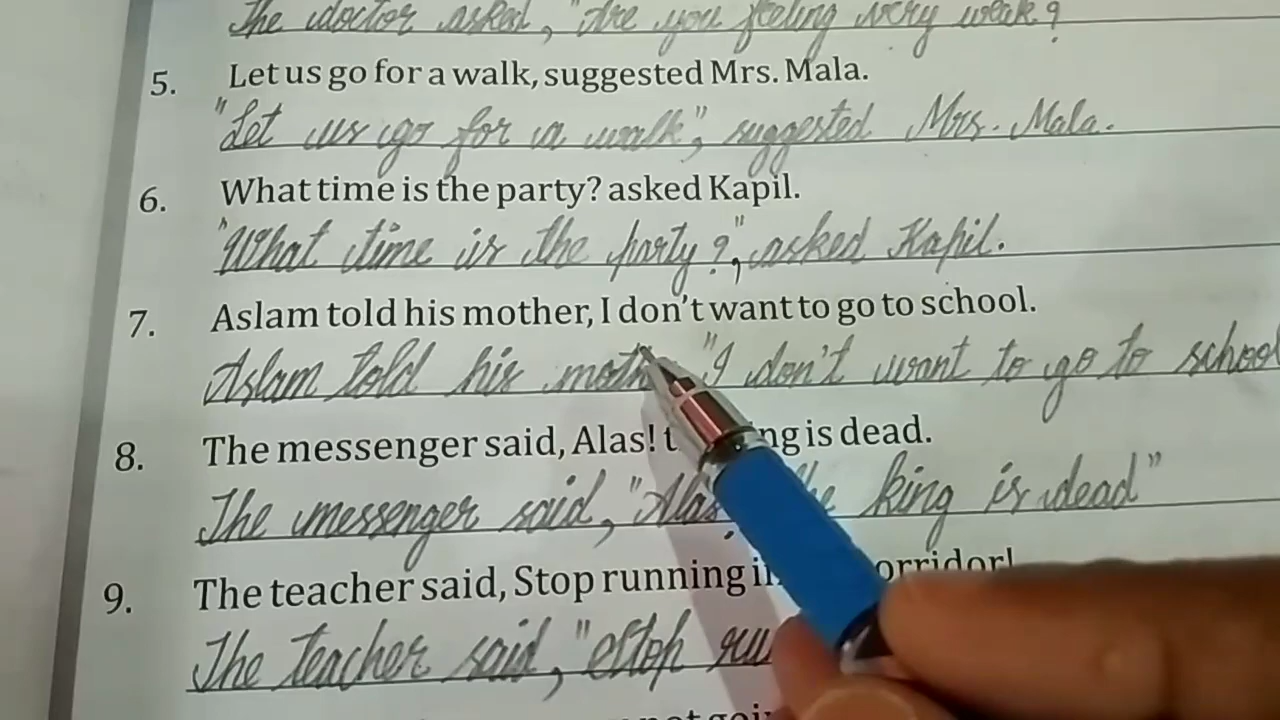 The doctor asked, "Are you feeling very weak?
5. Let us go for a walk, suggested Mrs. Mala.
"Let us go for a walk", suggested Mrs. Mala.
6. What time is the party? asked Kapil.
"What time is the party?", asked Kapil.
7. Aslam told his mother, I don't want to go to school.
Aslam told his "I don't want to go to school
8. The messenger said, Alas! is dead.
The messenger said, "Alas king is dead"
9. The teacher said, Stop running
The teacher said, "Stop